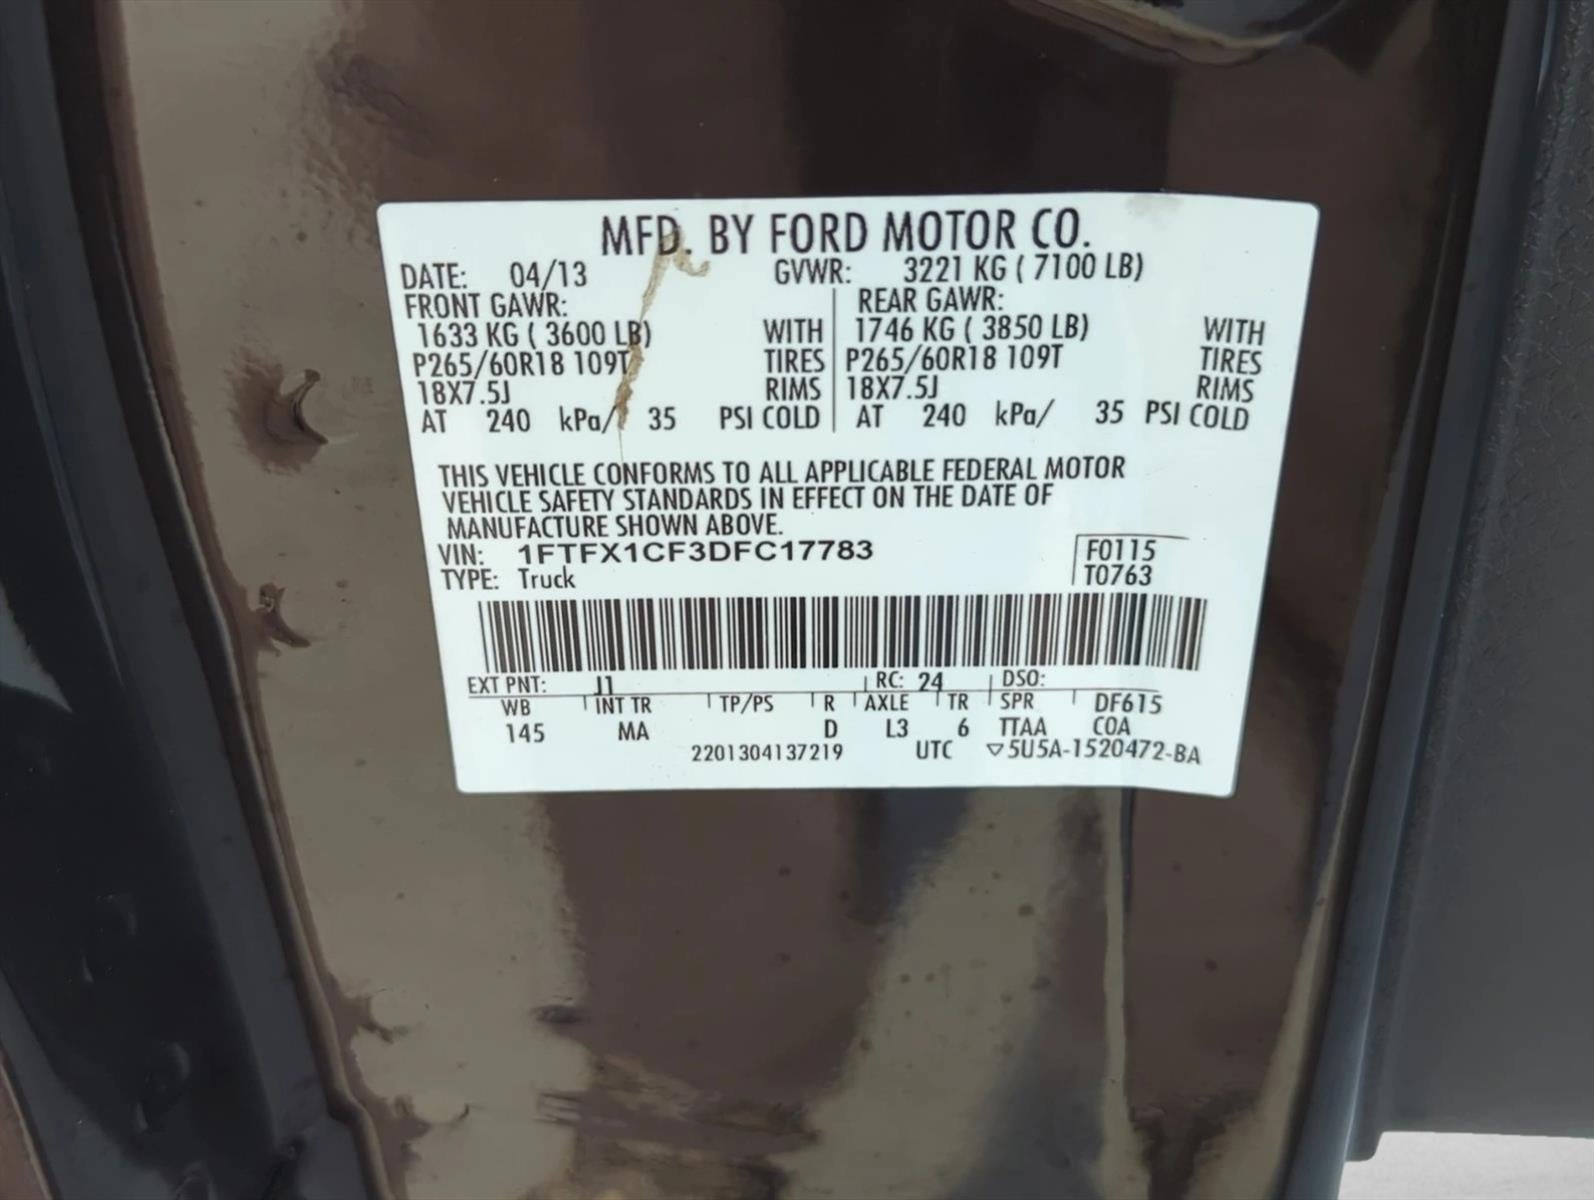 MFD. BY FORD MOTOR CO.
DATE: 04/13 GVWR: 3221 KG ( 7100 LB)
FRONT GAWR: REAR GAWR:
1633 KG ( 3600 LB) WITH 1746 KG ( 3850 LB) WITH
P265/60R18 109T TIRES P265/60R18 109T TIRES
18X7.5J RIMS 18X7.5J RIMS
AT 240 kPa/ 35 PSI COLD AT 240 kPa/ 35 PSI COLD
THIS VEHICLE CONFORMS TO ALL APPLICABLE FEDERAL MOTOR
VEHICLE SAFETY STANDARDS IN EFFECT ON THE DATE OF
MANUFACTURE SHOWN ABOVE.
VIN: 1FTFX1CF3DFC17783 F0115
TYPE: Truck T0763
EXT PNT: J1 RC: 24 DSO:
WB INT TR TP/PS R AXLE TR SPR DF615
145 MA D L3 6 TTAA COA
2201304137219 UTC ▽5U5A-1520472-BA